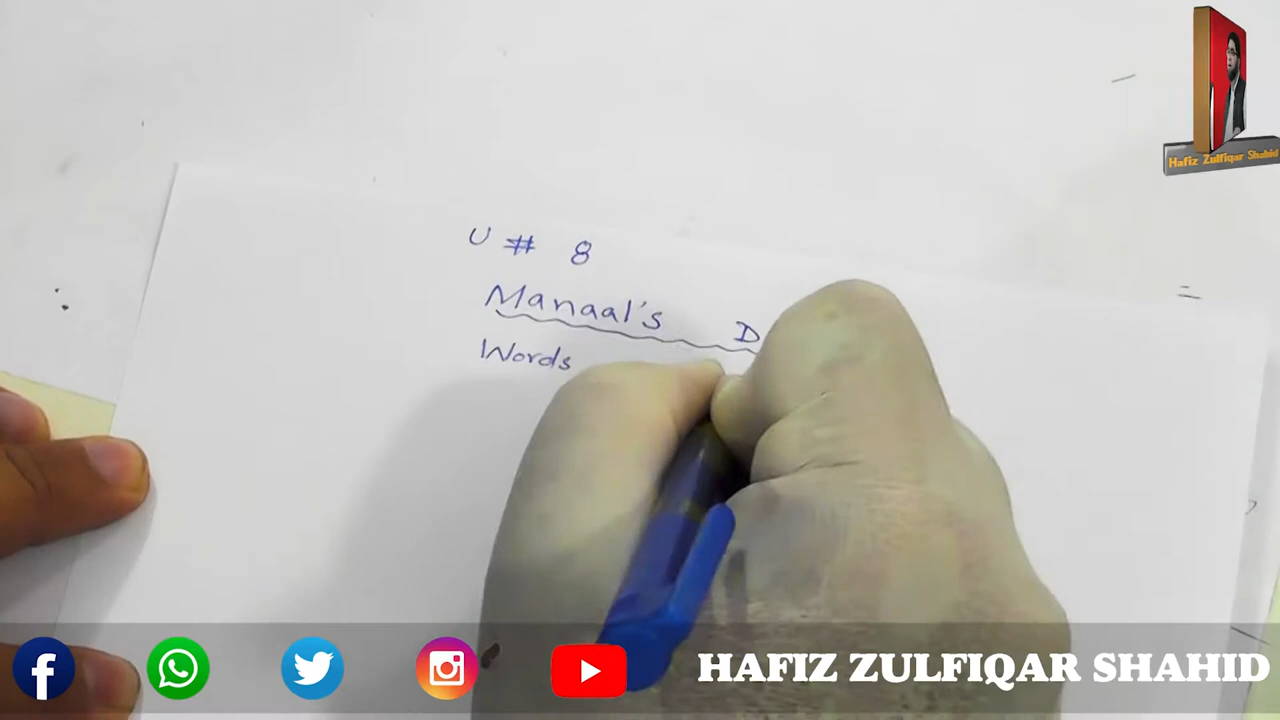 Hafiz Zulfiqar Shahid
U # 8
Manaal's D
Words
HAFIZ ZULFIQAR SHAHID